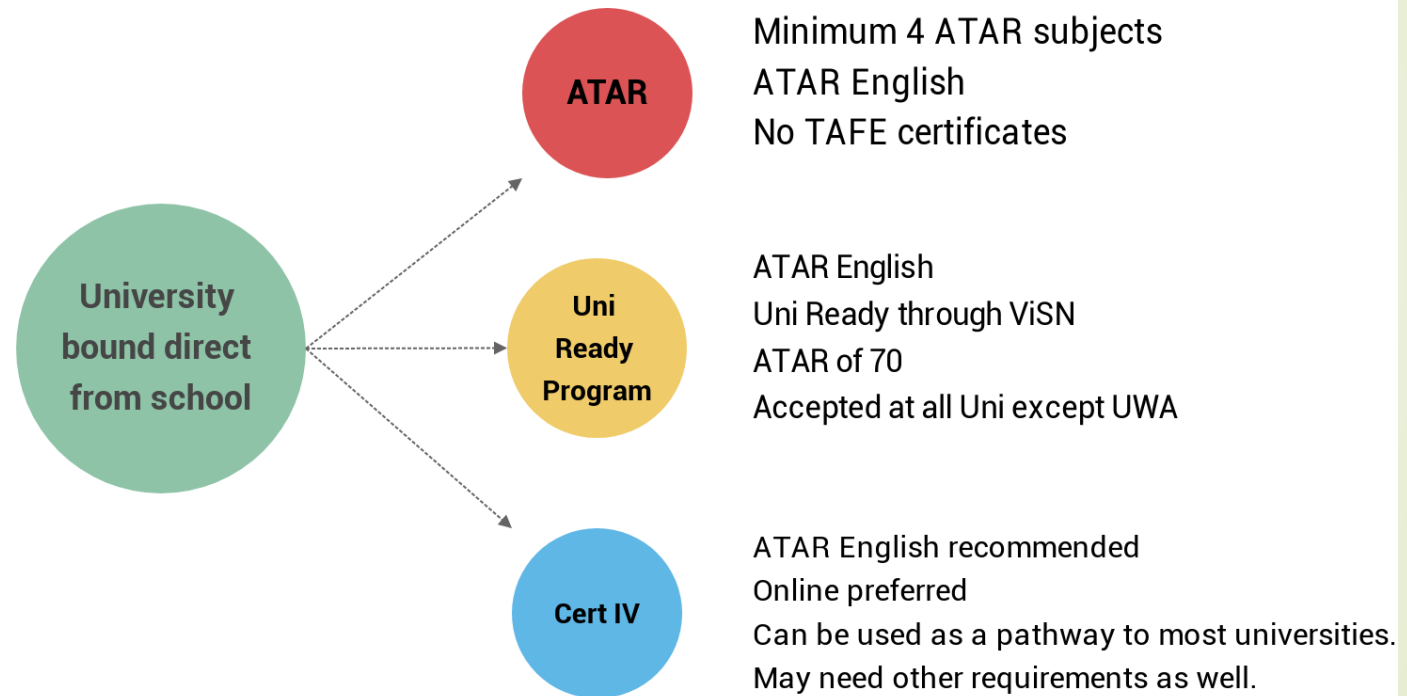 University
bound direct
from school
ATAR
Minimum 4 ATAR subjects
ATAR English
No TAFE certificates
Uni
Ready
Program
ATAR English
Uni Ready through ViSN
ATAR of 70
Accepted at all Uni except UWA
Cert IV
ATAR English recommended
Online preferred
Can be used as a pathway to most universities.
May need other requirements as well.